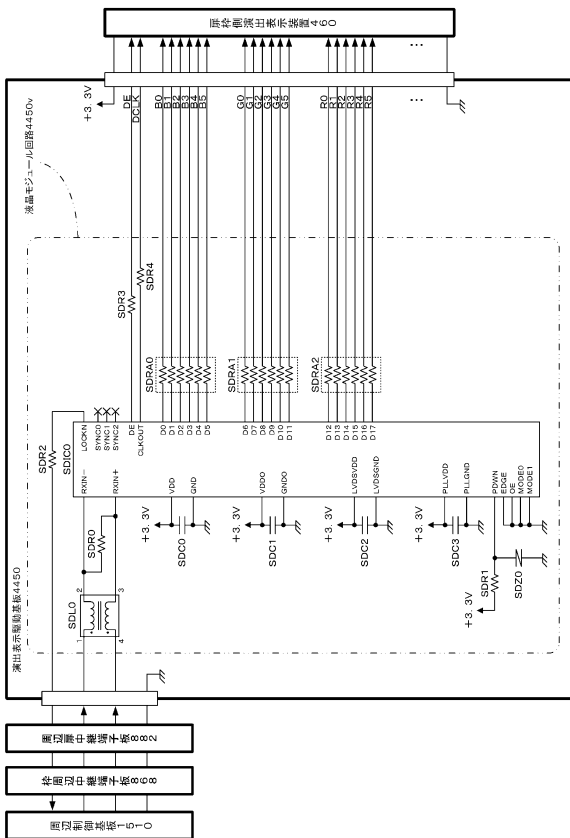 扉枠側演出表示装置460
+3.3V
DE
DCLK
B0
B1
B2
B3
B4
B5
G0
G1
G2
G3
G4
G5
R0
R1
R2
R3
R4
R5
…
…
液晶モジュール回路4450v
SDR3
SDR4
SDRA0
SDRA1
SDRA2
SDR2
SDIC0
LOCKN
SYNC0
SYNC1
SYNC2
DE
CLKOUT
D0
D1
D2
D3
D4
D5
D6
D7
D8
D9
D10
D11
D12
D13
D14
D15
D16
D17
RXIN-
RXIN+
VDD
GND
VDDO
GNDO
LVDSVDD
LVDSGND
PLLVDD
PLLGND
PDWN
EDGE
OE
MODE0
MODE1
SDR0
+3.3V
SDC0
+3.3V
SDC1
+3.3V
SDC2
+3.3V
SDC3
+3.3V
SDR1
SDZ0
SDL0
1
2
3
4
演出表示駆動基板4450
周辺扉中継端子板882
枠周辺中継端子板868
周辺制御基板1510